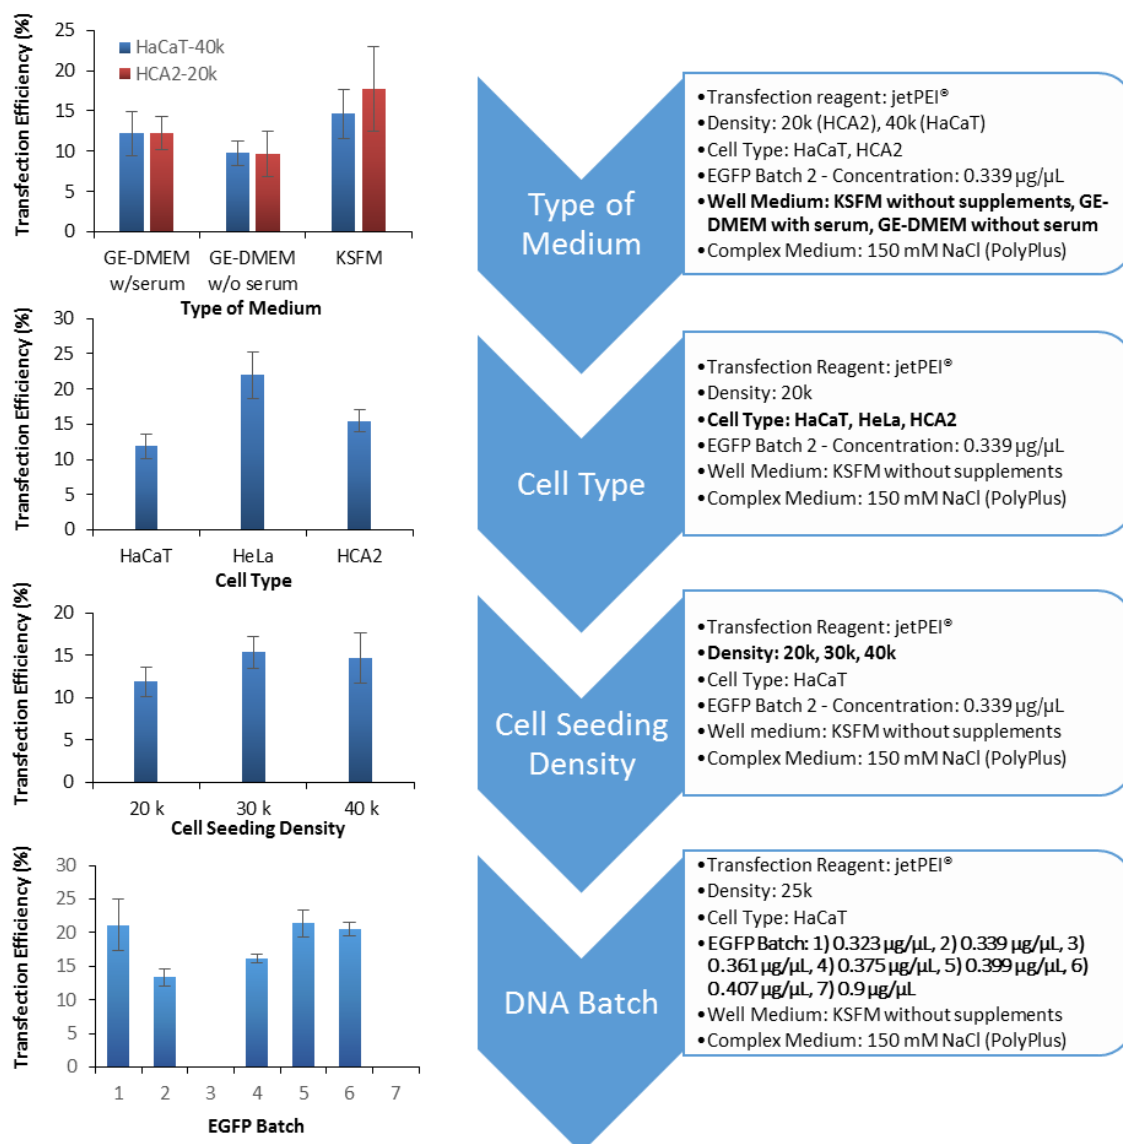 Transfection Efficiency (%)
25
20
15
10
5
0
HaCaT-40k
HCA2-20k
GE-DMEM
w/serum
GE-DMEM
w/o serum
KSFM
Type of Medium
Type of
Medium
•Transfection reagent: jetPEI®
•Density: 20k (HCA2), 40k (HaCaT)
•Cell Type: HaCaT, HCA2
•EGFP Batch 2 - Concentration: 0.339 µg/µL
•Well Medium: KSFM without supplements, GE-
DMEM with serum, GE-DMEM without serum
•Complex Medium: 150 mM NaCl (PolyPlus)
Transfection Efficiency (%)
30
25
20
15
10
5
0
HaCaT
HeLa
HCA2
Cell Type
Cell Type
•Transfection Reagent: jetPEI®
•Density: 20k
•Cell Type: HaCaT, HeLa, HCA2
•EGFP Batch 2 - Concentration: 0.339 µg/µL
•Well Medium: KSFM without supplements
•Complex Medium: 150 mM NaCl (PolyPlus)
Transfection Efficiency (%)
20
15
10
5
0
20 k
30 k
40 k
Cell Seeding Density
Cell Seeding
Density
•Transfection Reagent: jetPEI®
•Density: 20k, 30k, 40k
•Cell Type: HaCaT
•EGFP Batch 2 - Concentration: 0.339 µg/µL
•Well medium: KSFM without supplements
•Complex Medium: 150 mM NaCl (PolyPlus)
Transfection Efficiency (%)
30
25
20
15
10
5
0
1 2 3 4 5 6 7
EGFP Batch
DNA Batch
•Transfection Reagent: jetPEI®
•Density: 25k
•Cell Type: HaCaT
•EGFP Batch: 1) 0.323 µg/µL, 2) 0.339 µg/µL, 3)
0.361 µg/µL, 4) 0.375 µg/µL, 5) 0.399 µg/µL, 6)
0.407 µg/µL, 7) 0.9 µg/µL
•Well Medium: KSFM without supplements
•Complex Medium: 150 mM NaCl (PolyPlus)